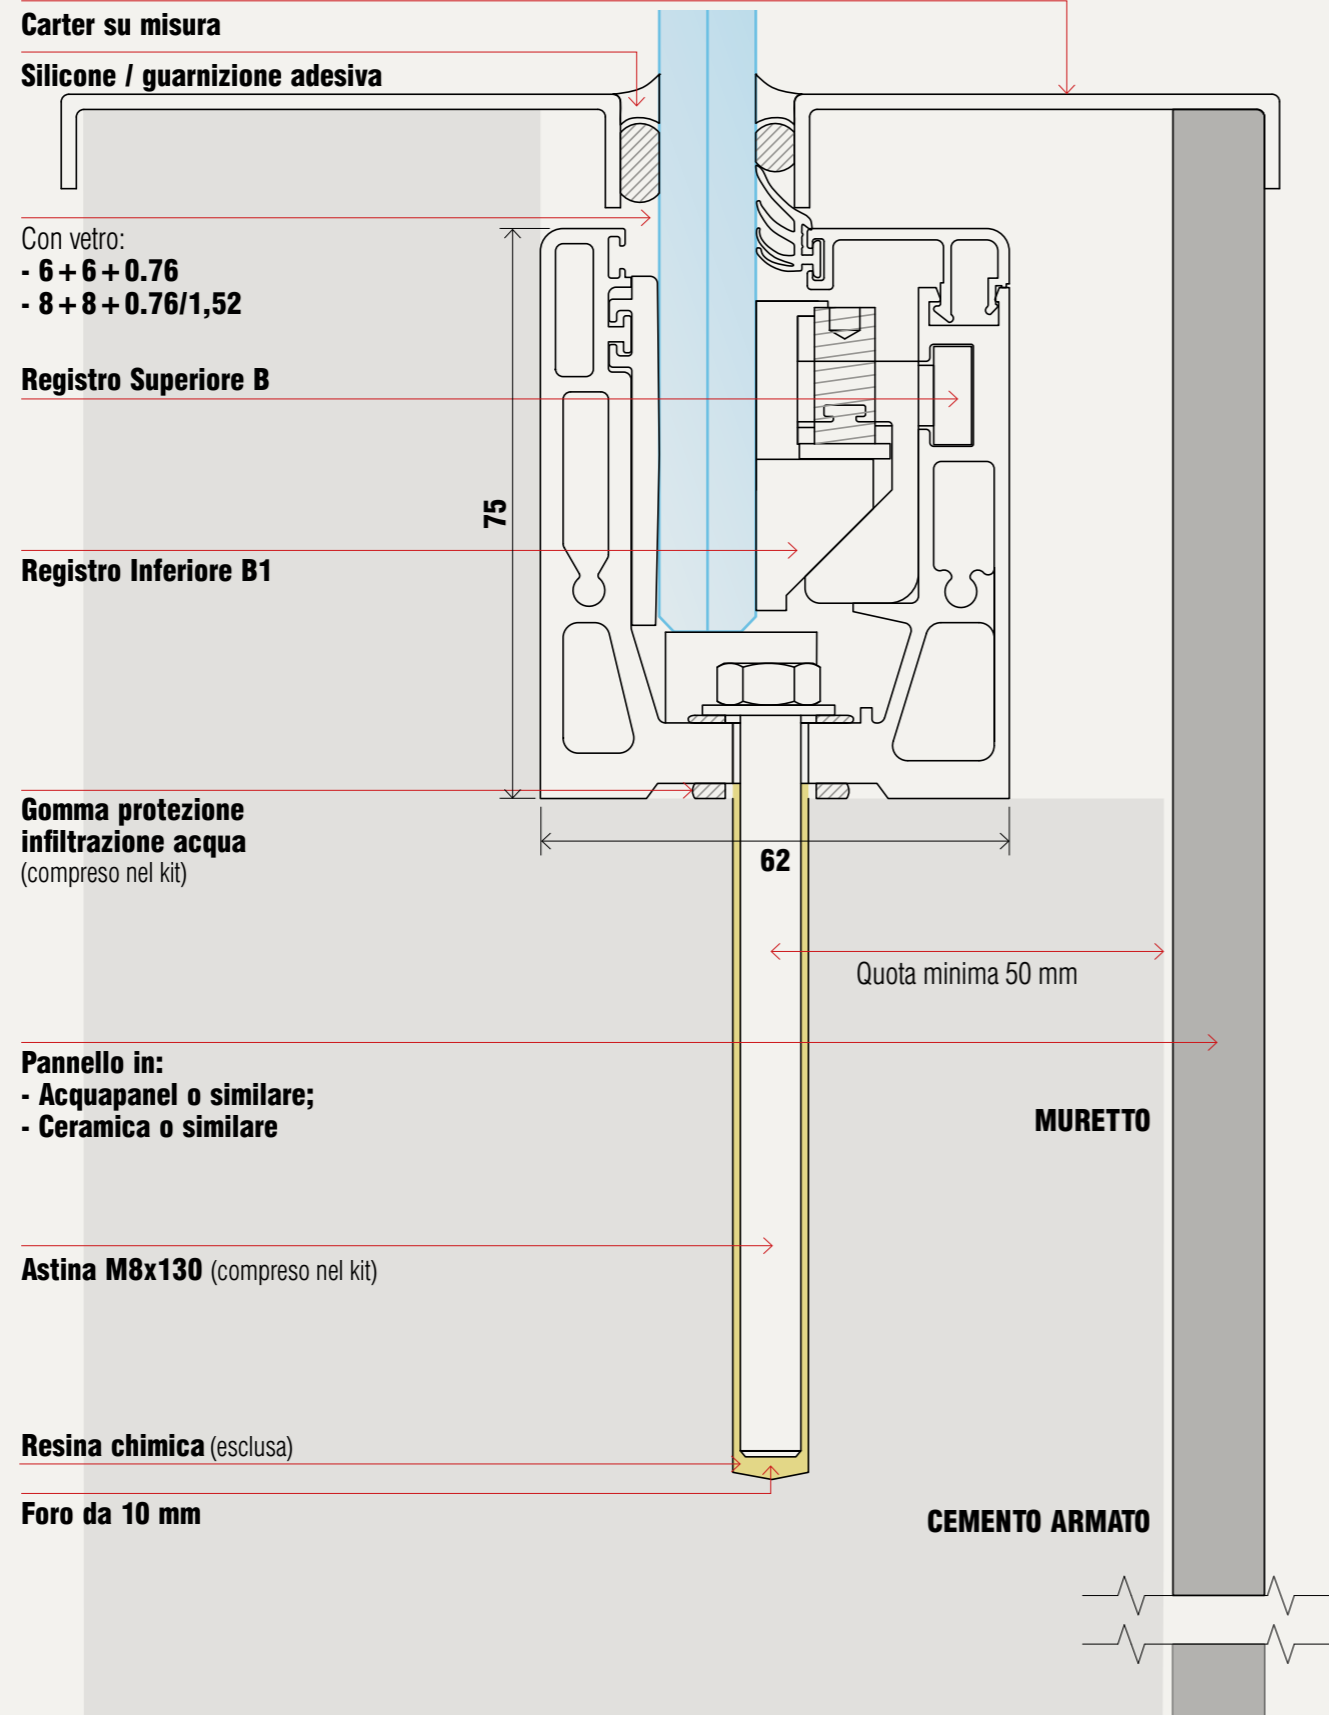 Carter su misura
Silicone / guarnizione adesiva
Con vetro:
- 6+6+0.76
- 8+8+0.76/1,52
Registro Superiore B
75
Registro Inferiore B1
Gomma protezione
infiltrazione acqua
(compreso nel kit)
62
Quota minima 50 mm
Pannello in:
- Acquapanel o similare;
- Ceramica o similare
MURETTO
Astina M8x130 (compreso nel kit)
Resina chimica (esclusa)
Foro da 10 mm
CEMENTO ARMATO